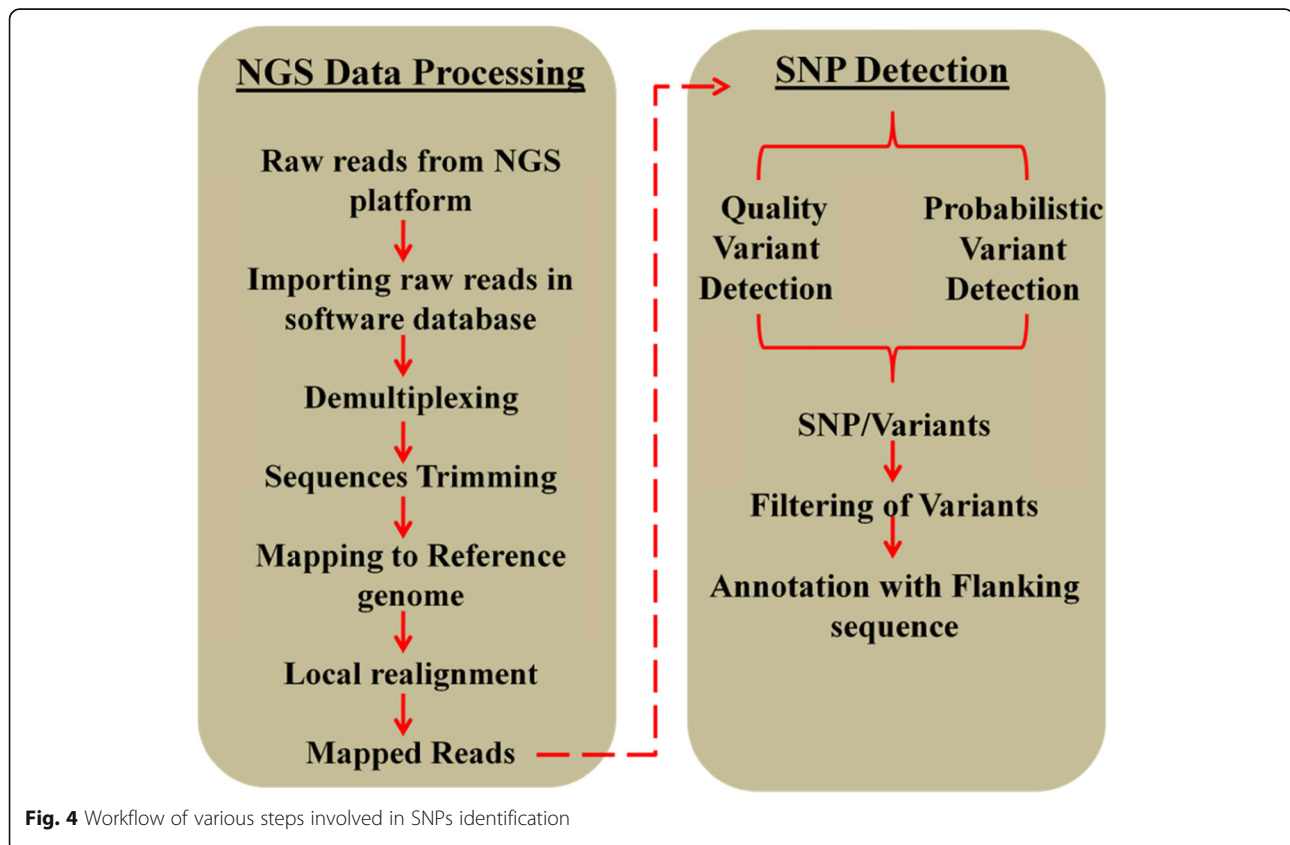 NGS Data Processing
Raw reads from NGS
platform
Importing raw reads in
software database
Demultiplexing
Sequences Trimming
Mapping to Reference
genome
Local realignment
Mapped Reads
SNP Detection
Quality
Variant
Detection
Probabilistic
Variant
Detection
SNP/Variants
Filtering of Variants
Annotation with Flanking
sequence
Fig. 4 Workflow of various steps involved in SNPs identification